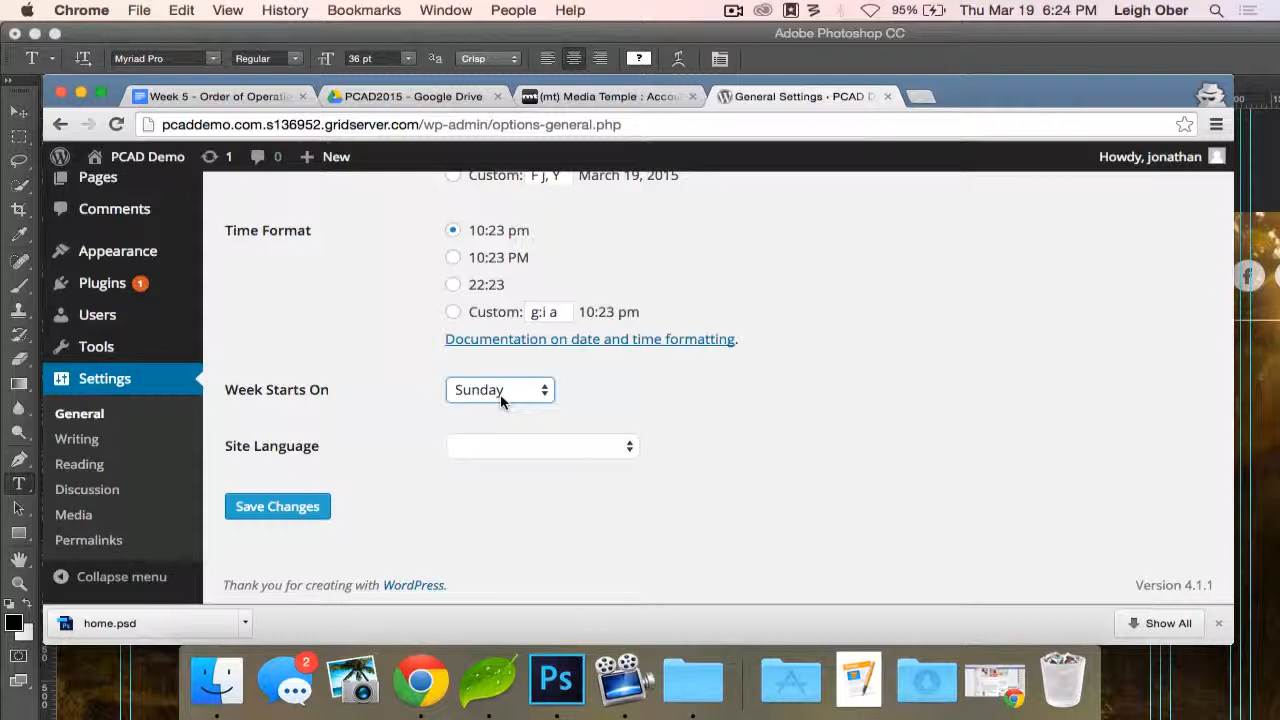 Chrome File Edit View History Bookmarks Window People Help 95% Thu Mar 19 6:24 PM Leigh Ober
Adobe Photoshop CC
T Myriad Pro Regular 36 pt aa Crisp ?
Week 5 - Order of Operati
PCAD2015 - Google Drive
(mt) Media Temple : Accou
General Settings · PCAD D
pcaddemo.com.s136952.gridserver.com/wp-admin/options-general.php
PCAD Demo 1 0 + New Howdy, jonathan
Pages
Comments
Appearance
Plugins 1
Users
Tools
Settings
General
Writing
Reading
Discussion
Media
Permalinks
Collapse menu
Custom: F j, Y March 19, 2015
Time Format
10:23 pm
10:23 PM
22:23
Custom: g:i a 10:23 pm
Documentation on date and time formatting.
Week Starts On Sunday
Site Language
Save Changes
Thank you for creating with WordPress. Version 4.1.1
home.psd Show All
2
Ps